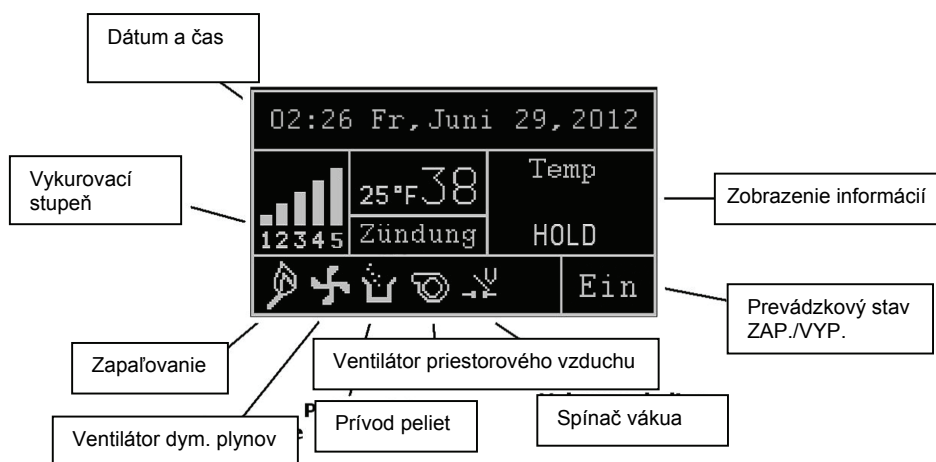 Dátum a čas
02:26 Fr, Juni 29, 2012
Vykurovací
stupeň
25°F 38
Temp
Zobrazenie informácií
12345
Zündung
HOLD
Ein
Prevádzkový stav
ZAP./VYP.
Zapaľovanie
Ventilátor priestorového vzduchu
Ventilátor dym. plynov
Prívod peliet
Spínač vákua